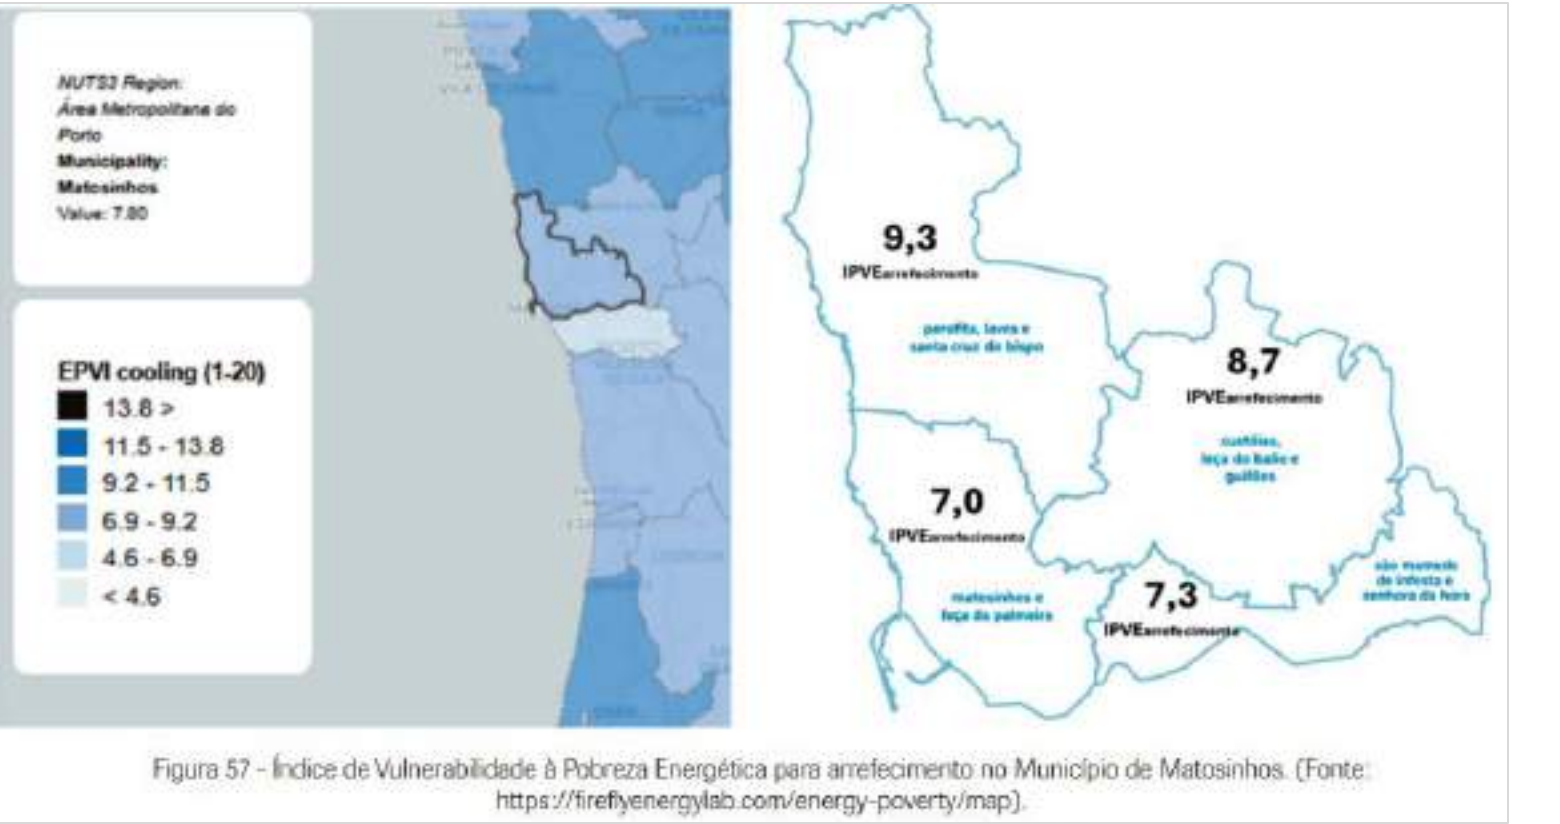 NUTS3 Region:
Área Metropolitana do
Porto
Municipality:
Matosinhos
Value: 7.80
EPVI cooling (1-20)
13.8 >
11.5 - 13.8
9.2 - 11.5
6.9 - 9.2
4.6 - 6.9
< 4.6
9,3
IPVEarrefecimento
perafita, lavra e
santa cruz do bispo
8,7
IPVEarrefecimento
custóias,
leça do balio e
guifões
7,0
IPVEarrefecimento
matosinhos e
leça da palmeira
7,3
IPVEarrefecimento
são mamede
de infesta e
senhora da hora
Figura 57 - Índice de Vulnerabilidade à Pobreza Energética para arrefecimento no Município de Matosinhos. (Fonte:
https://fireflyenergylab.com/energy-poverty/map).